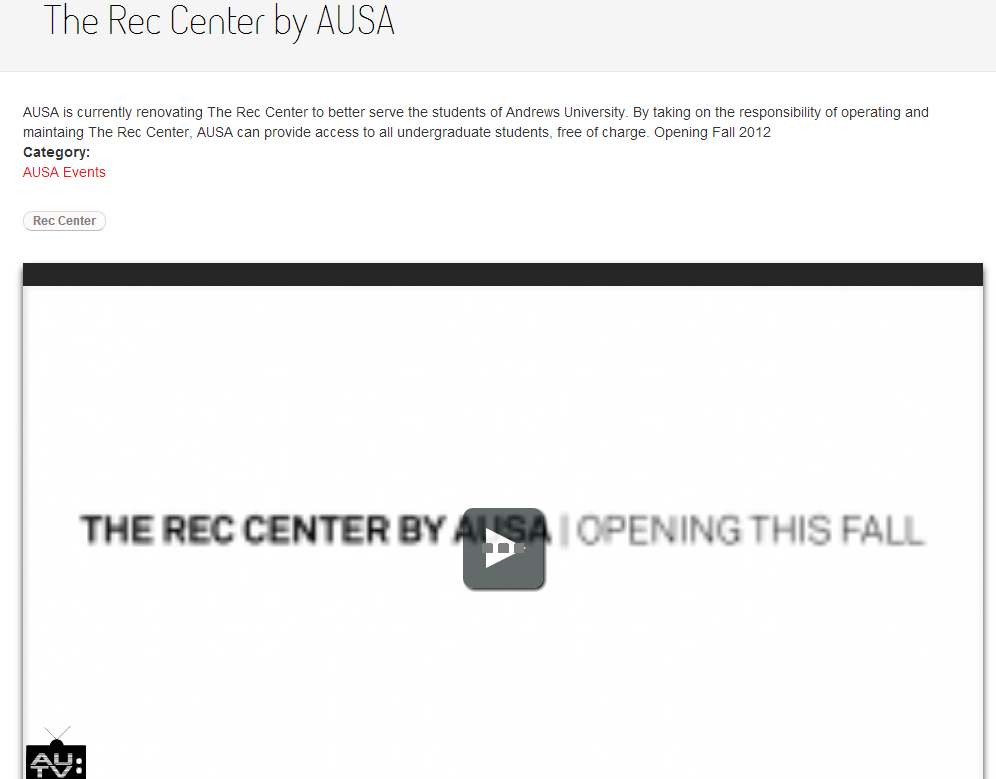 The Rec Center by AUSA
AUSA is currently renovating The Rec Center to better serve the students of Andrews University. By taking on the responsibility of operating and
maintaing The Rec Center, AUSA can provide access to all undergraduate students, free of charge. Opening Fall 2012
Category:
AUSA Events
Rec Center
THE REC CENTER BY AUSA | OPENING THIS FALL
AU:
TV: